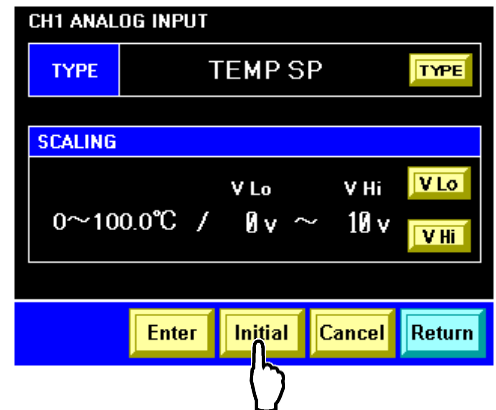 CH1 ANALOG INPUT
TYPE TEMP SP TYPE
SCALING
V Lo V Hi V Lo
0～100.0℃ / 0 v ～ 10 v
V Hi
Enter Initial Cancel Return